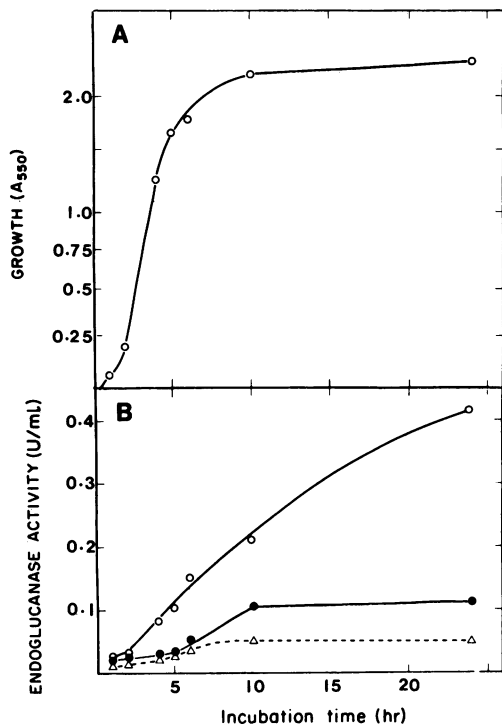 A
GROWTH (A550)
2.0
1.0
0.75
0.5
0.25
B
ENDOGLUCANASE ACTIVITY (U/mL)
0.4
0.3
0.2
0.1
5 10 15 20
Incubation time (hr)